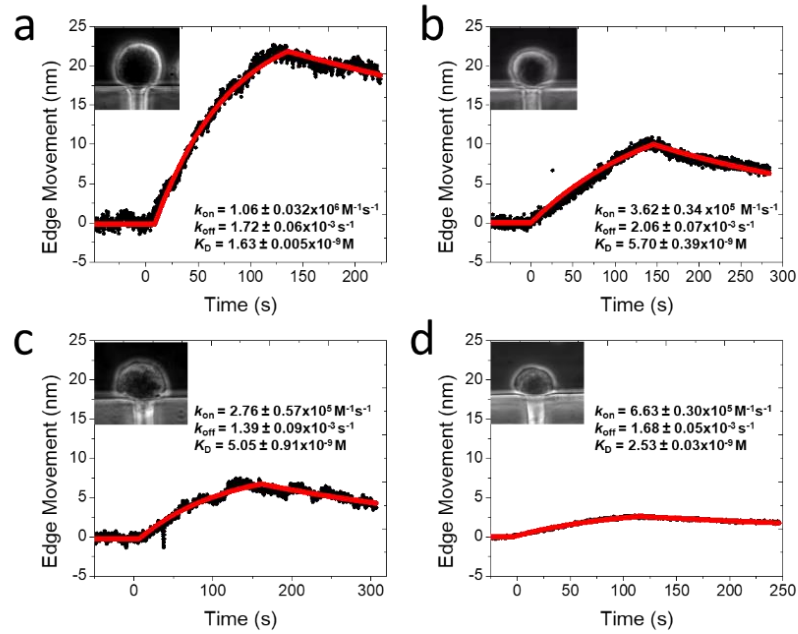 a
25
20
15
10
5
0
-5
Edge Movement (nm)
kon = 1.06 ± 0.032x10⁶ M⁻¹s⁻¹
koff = 1.72 ± 0.06x10⁻³ s⁻¹
KD = 1.63 ± 0.005x10⁻⁹ M
0 50 100 150 200
Time (s)
b
25
20
15
10
5
0
-5
Edge Movement (nm)
kon = 3.62 ± 0.34 x10⁵ M⁻¹s⁻¹
koff = 2.06 ± 0.07x10⁻³ s⁻¹
KD = 5.70 ± 0.39x10⁻⁹ M
0 50 100 150 200 250 300
Time (s)
c
25
20
15
10
5
0
-5
Edge Movement (nm)
kon = 2.76 ± 0.57x10⁵ M⁻¹s⁻¹
koff = 1.39 ± 0.09x10⁻³ s⁻¹
KD = 5.05 ± 0.91x10⁻⁹ M
0 100 200 300
Time (s)
d
25
20
15
10
5
0
-5
Edge Movement (nm)
kon = 6.63 ± 0.30x10⁵ M⁻¹s⁻¹
koff = 1.68 ± 0.05x10⁻³ s⁻¹
KD = 2.53 ± 0.03x10⁻⁹ M
0 50 100 150 200 250
Time (s)